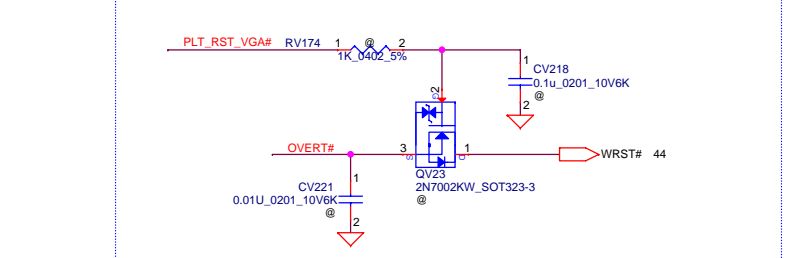 PLT_RST_VGA# RV174 1 @ 2
1K_0402_5%
1
CV218
0.1u_0201_10V6K
2
@
2
G
OVERT# 3 S D 1 WRST# 44
1
QV23
CV221 2N7002KW_SOT323-3
0.01U_0201_10V6K @
@
2